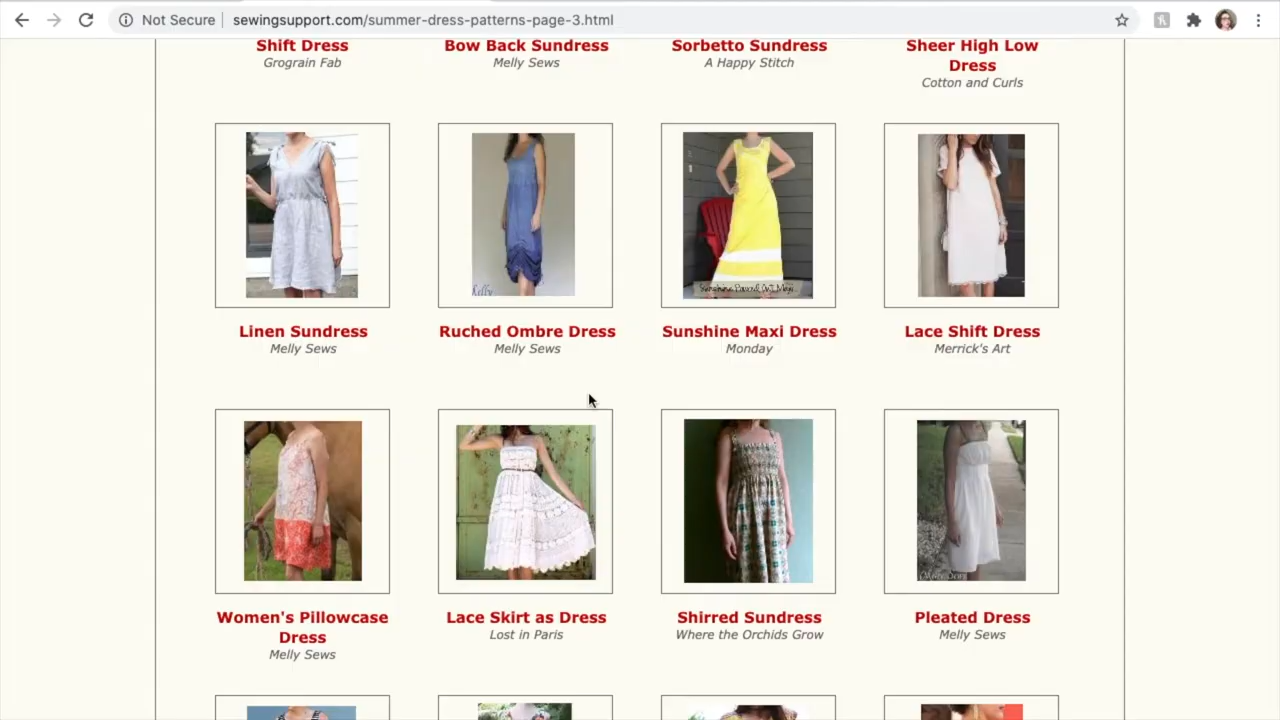 Not Secure
sewingsupport.com/summer-dress-patterns-page-3.html
Shift Dress
Grograin Fab
Bow Back Sundress
Melly Sews
Sorbetto Sundress
A Happy Stitch
Sheer High Low
Dress
Cotton and Curls
Kelly
Linen Sundress
Melly Sews
Ruched Ombre Dress
Melly Sews
Sunshine Maxi Dress
Monday
Lace Shift Dress
Merrick's Art
Women's Pillowcase
Dress
Melly Sews
Lace Skirt as Dress
Lost in Paris
Shirred Sundress
Where the Orchids Grow
Pleated Dress
Melly Sews